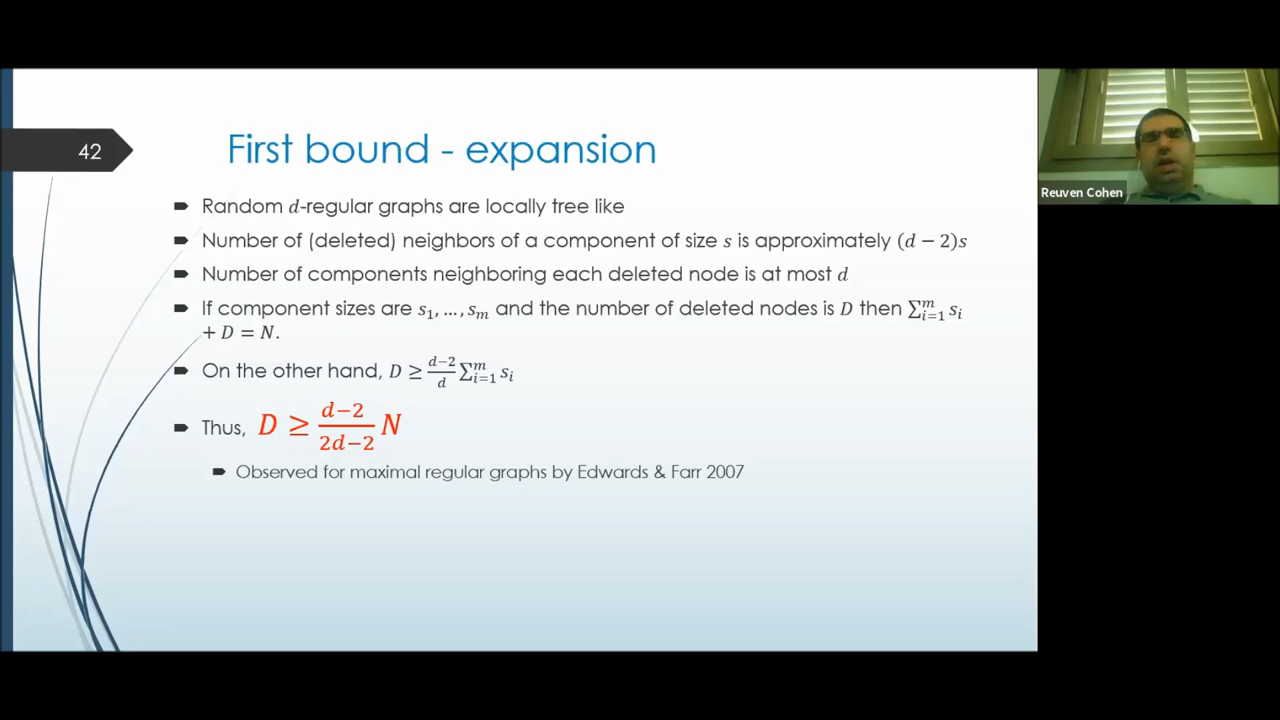 42
First bound - expansion
Random d-regular graphs are locally tree like
Number of (deleted) neighbors of a component of size s is approximately (d − 2)s
Number of components neighboring each deleted node is at most d
If component sizes are s₁, …, sₘ and the number of deleted nodes is D then ∑ᵢ₌₁ᵐ sᵢ
+ D = N.
On the other hand, D ≥ (d−2)/d ∑ᵢ₌₁ᵐ sᵢ
Thus, D ≥ (d−2)/(2d−2) N
Observed for maximal regular graphs by Edwards & Farr 2007
Reuven Cohen